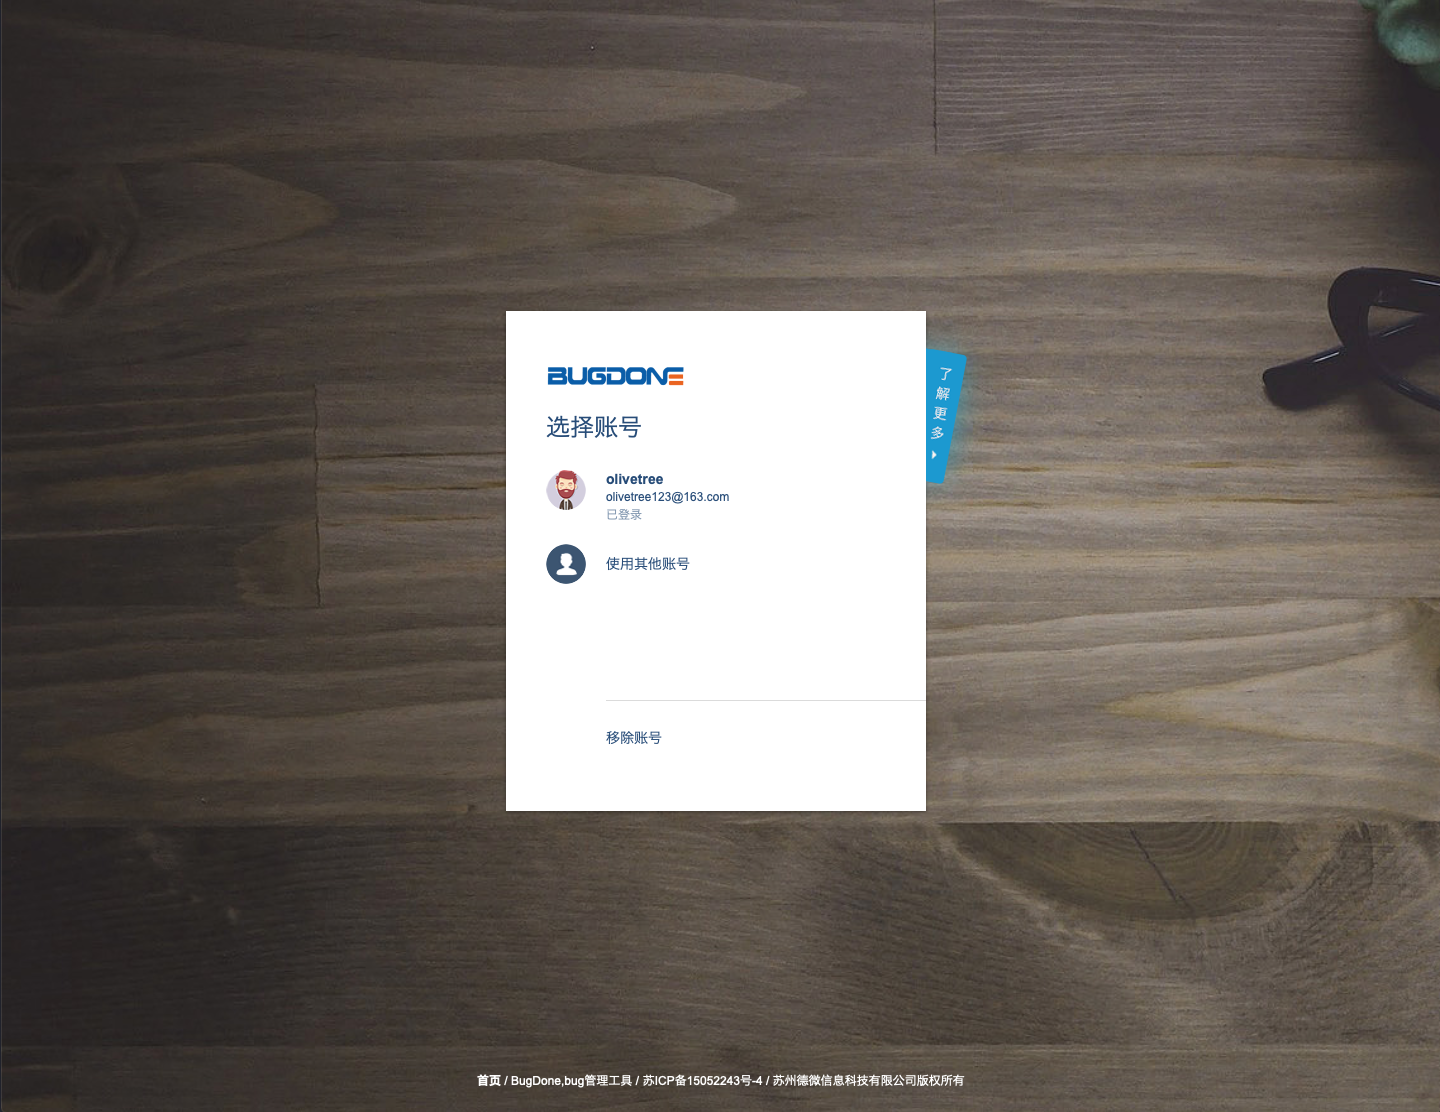 BUGDONE
选择账号
olivetree
olivetree123@163.com
已登录
使用其他账号
移除账号
了解更多
首页 / BugDone,bug管理工具 / 苏ICP备15052243号-4 / 苏州德微信息科技有限公司版权所有